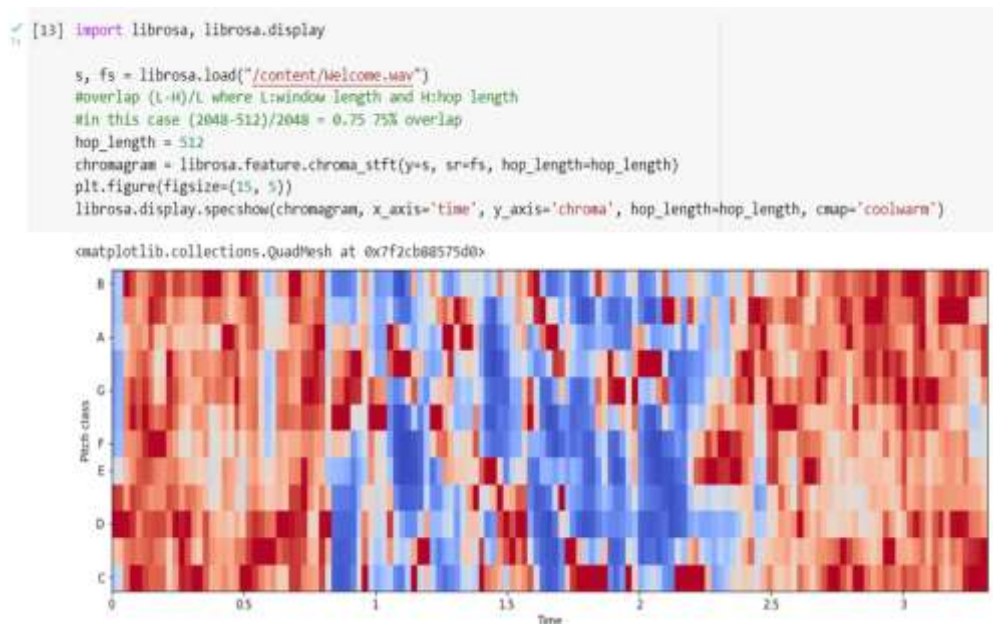 [13] import librosa, librosa.display
s, fs = librosa.load("/content/Welcome.wav")
#overlap (L-H)/L where L:window length and H:hop length
#in this case (2048-512)/2048 = 0.75 75% overlap
hop_length = 512
chromagram = librosa.feature.chroma_stft(y=s, sr=fs, hop_length=hop_length)
plt.figure(figsize=(15, 5))
librosa.display.specshow(chromagram, x_axis='time', y_axis='chroma', hop_length=hop_length, cmap='coolwarm')
<matplotlib.collections.QuadMesh at 0x7f2cb88575d0>
B
A
G
F
E
D
C
Pitch class
0 0.5 1 1.5 2 2.5 3
Time